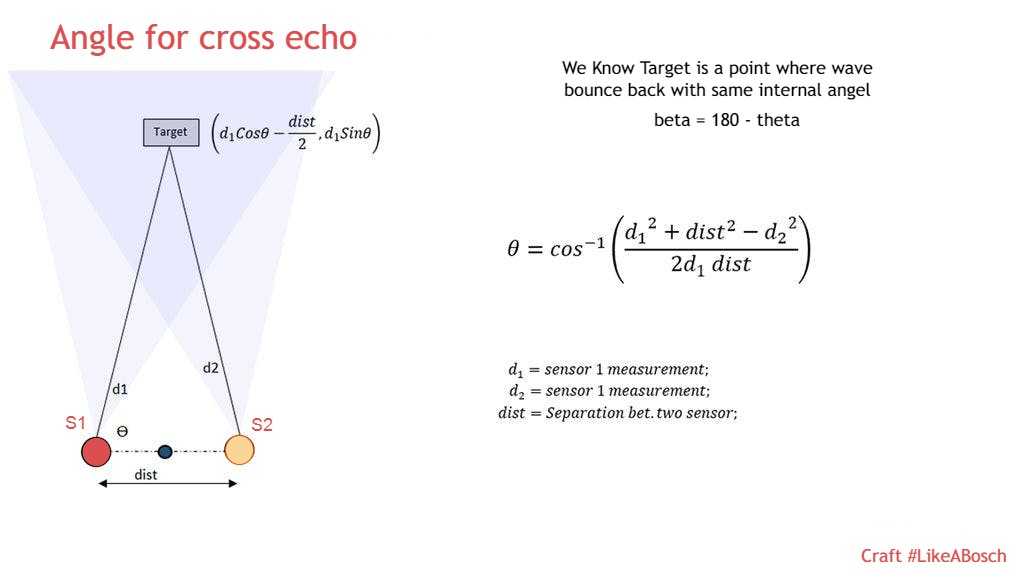 Angle for cross echo
We Know Target is a point where wave
bounce back with same internal angel
beta = 180 - theta
Target
(d₁Cosθ − dist/2 , d₁Sinθ)
θ = cos⁻¹((d₁² + dist² − d₂²)/(2d₁ dist))
d2
d1
d₁ = sensor 1 measurement;
d₂ = sensor 1 measurement;
dist = Separation bet. two sensor;
S1
S2
Ѳ
dist
Craft #LikeABosch